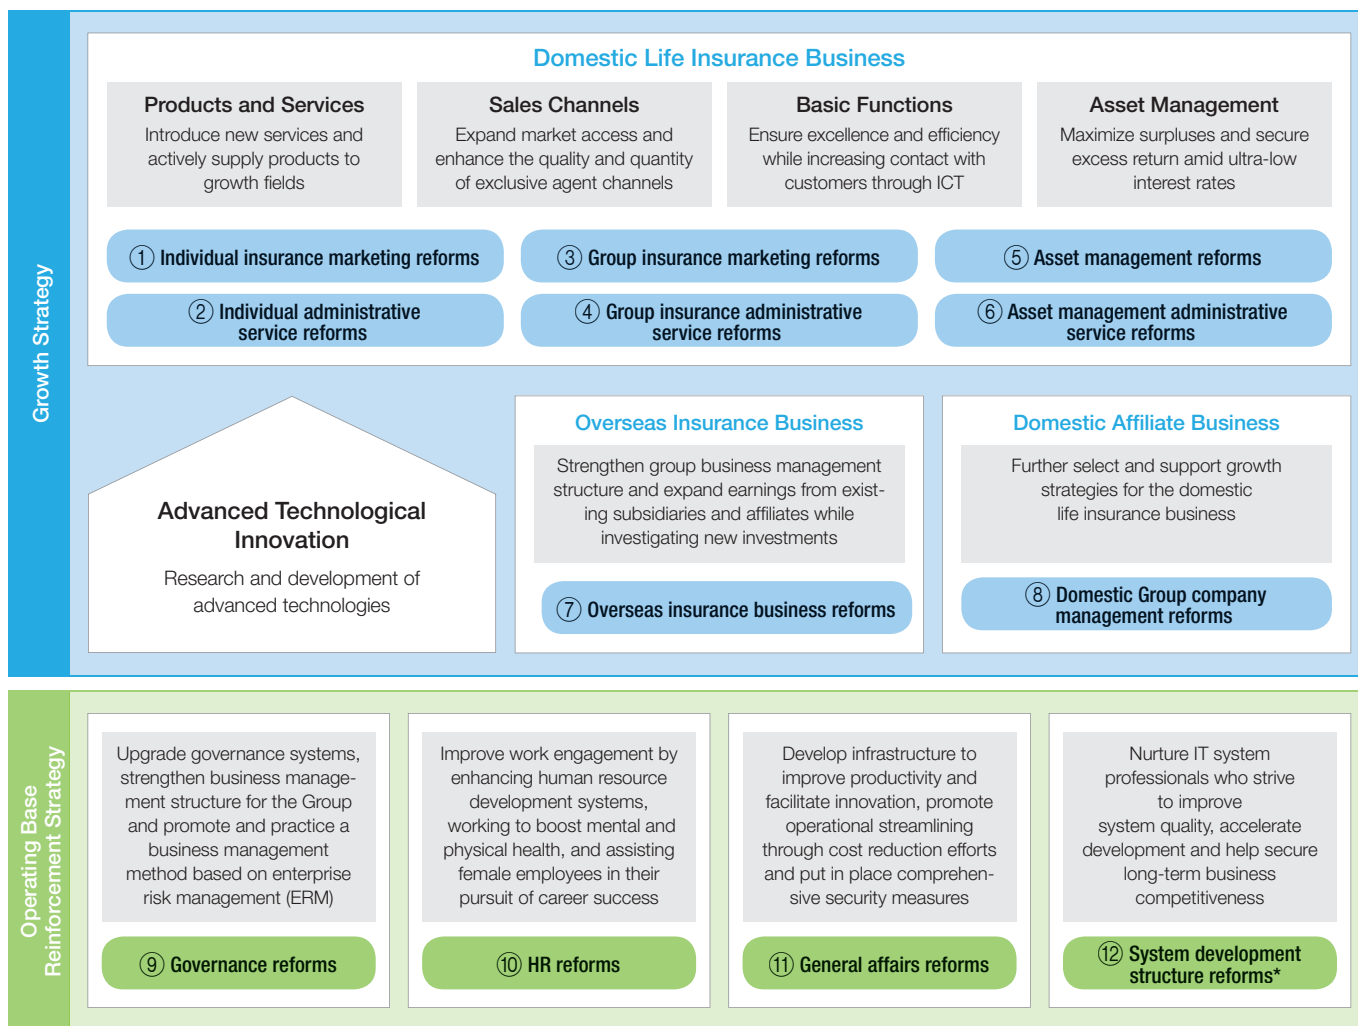 Growth Strategy
Domestic Life Insurance Business
Products and Services
Introduce new services and
actively supply products to
growth fields
Sales Channels
Expand market access and
enhance the quality and quantity
of exclusive agent channels
Basic Functions
Ensure excellence and efficiency
while increasing contact with
customers through ICT
Asset Management
Maximize surpluses and secure
excess return amid ultra-low
interest rates
① Individual insurance marketing reforms
② Individual administrative
service reforms
③ Group insurance marketing reforms
④ Group insurance administrative
service reforms
⑤ Asset management reforms
⑥ Asset management administrative
service reforms
Advanced Technological
Innovation
Research and development of
advanced technologies
Overseas Insurance Business
Strengthen group business management
structure and expand earnings from exist-
ing subsidiaries and affiliates while
investigating new investments
⑦ Overseas insurance business reforms
Domestic Affiliate Business
Further select and support growth
strategies for the domestic
life insurance business
⑧ Domestic Group company
management reforms
Operating Base
Reinforcement Strategy
Upgrade governance systems,
strengthen business manage-
ment structure for the Group
and promote and practice a
business management
method based on enterprise
risk management (ERM)
⑨ Governance reforms
Improve work engagement by
enhancing human resource
development systems,
working to boost mental and
physical health, and assisting
female employees in their
pursuit of career success
⑩ HR reforms
Develop infrastructure to
improve productivity and
facilitate innovation, promote
operational streamlining
through cost reduction efforts
and put in place comprehen-
sive security measures
⑪ General affairs reforms
Nurture IT system
professionals who strive
to improve
system quality, accelerate
development and help secure
long-term business
competitiveness
⑫ System development
structure reforms*